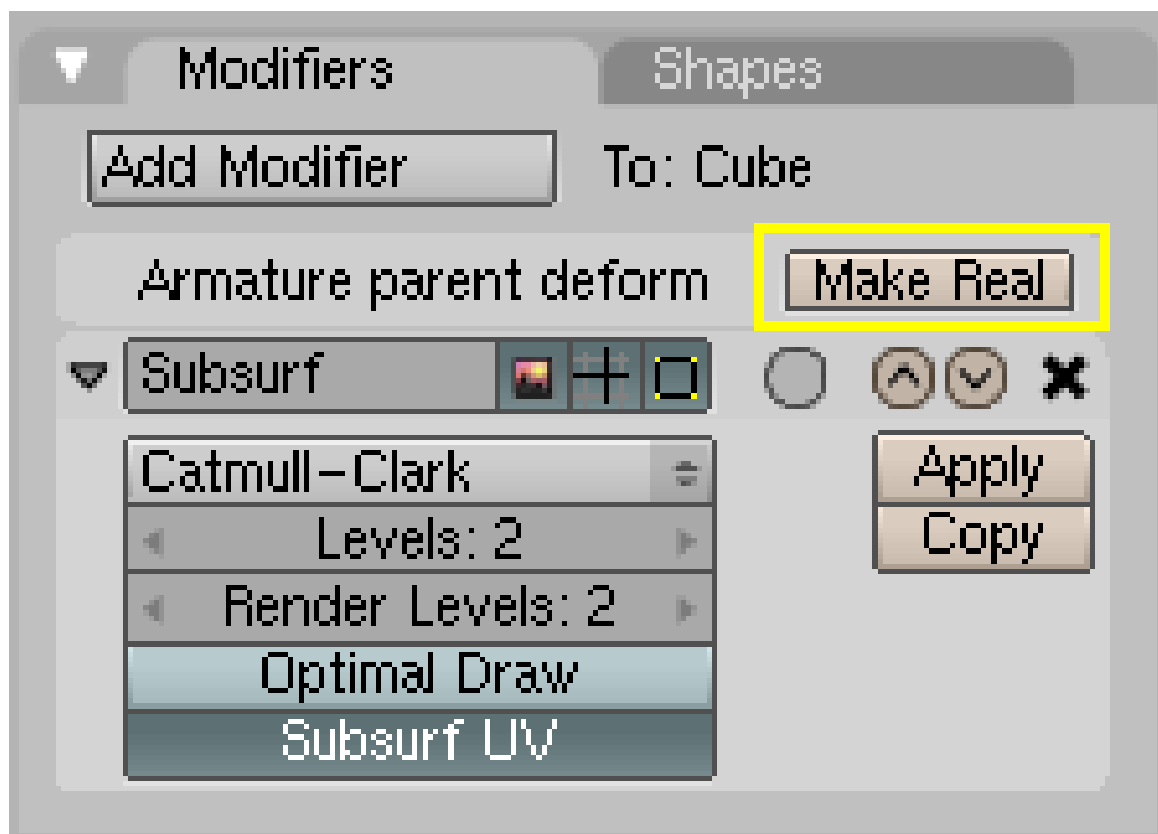 Modifiers Shapes
Add Modifier To: Cube
Armature parent deform Make Real
Subsurf
Catmull-Clark Apply
Levels: 2 Copy
Render Levels: 2
Optimal Draw
Subsurf UV